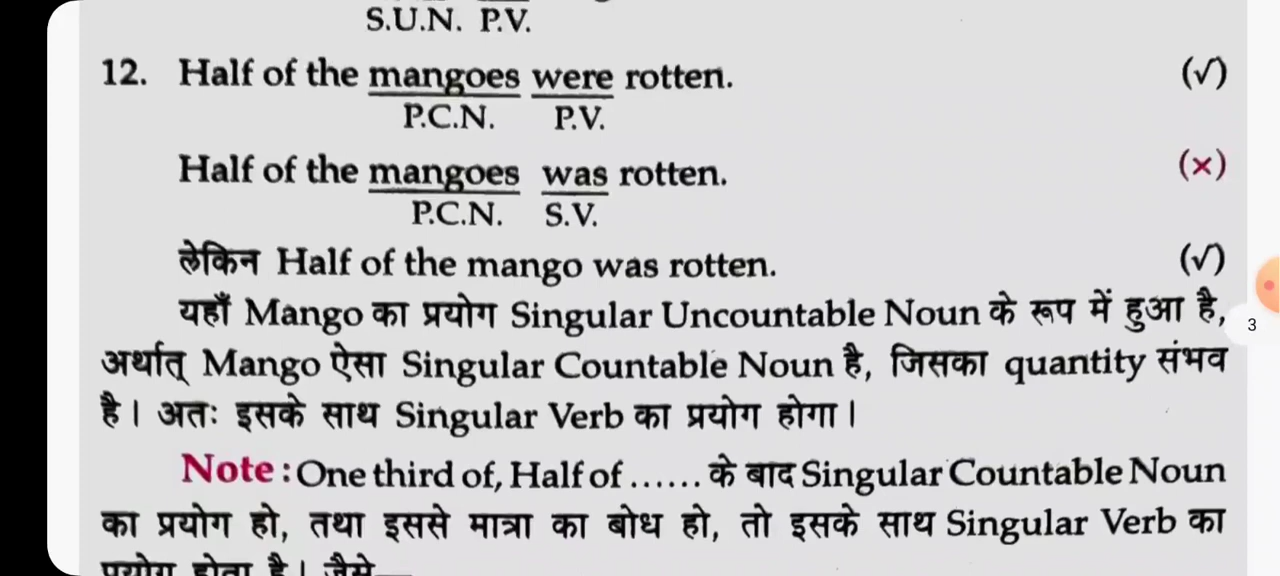 S.U.N. P.V.
12. Half of the mangoes were rotten. (√)
P.C.N. P.V.
Half of the mangoes was rotten. (×)
P.C.N. S.V.
लेकिन Half of the mango was rotten. (√)
यहाँ Mango का प्रयोग Singular Uncountable Noun के रूप में हुआ है,
अर्थात् Mango ऐसा Singular Countable Noun है, जिसका quantity संभव
है। अतः इसके साथ Singular Verb का प्रयोग होगा।
Note : One third of, Half of ...... के बाद Singular Countable Noun
का प्रयोग हो, तथा इससे मात्रा का बोध हो, तो इसके साथ Singular Verb का
प्रयोग होता है। जैसे—
3